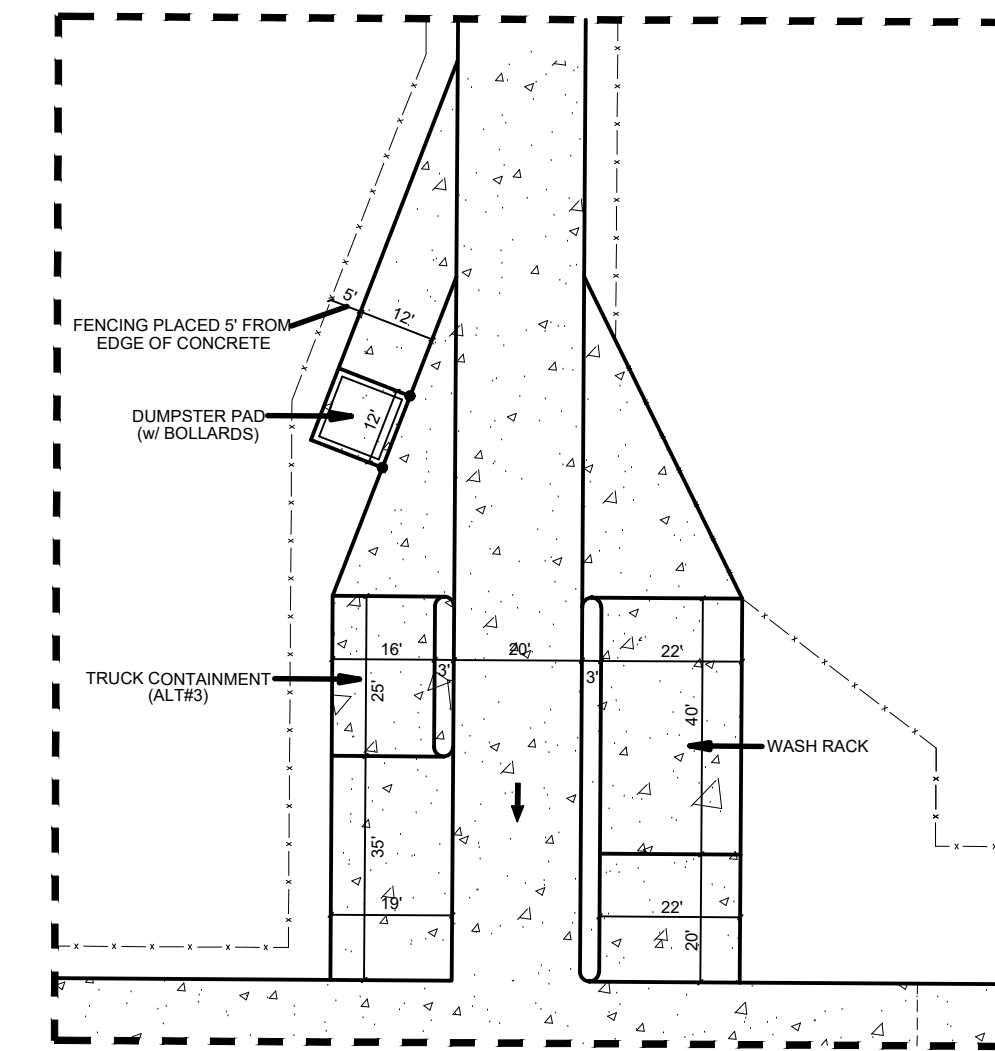 5'
12'
FENCING PLACED 5' FROM
EDGE OF CONCRETE
DUMPSTER PAD
(w/ BOLLARDS)
12'
16'
20'
22'
3'
3'
TRUCK CONTAINMENT
(ALT#3)
25'
40'
WASH RACK
35'
19'
22'
20'